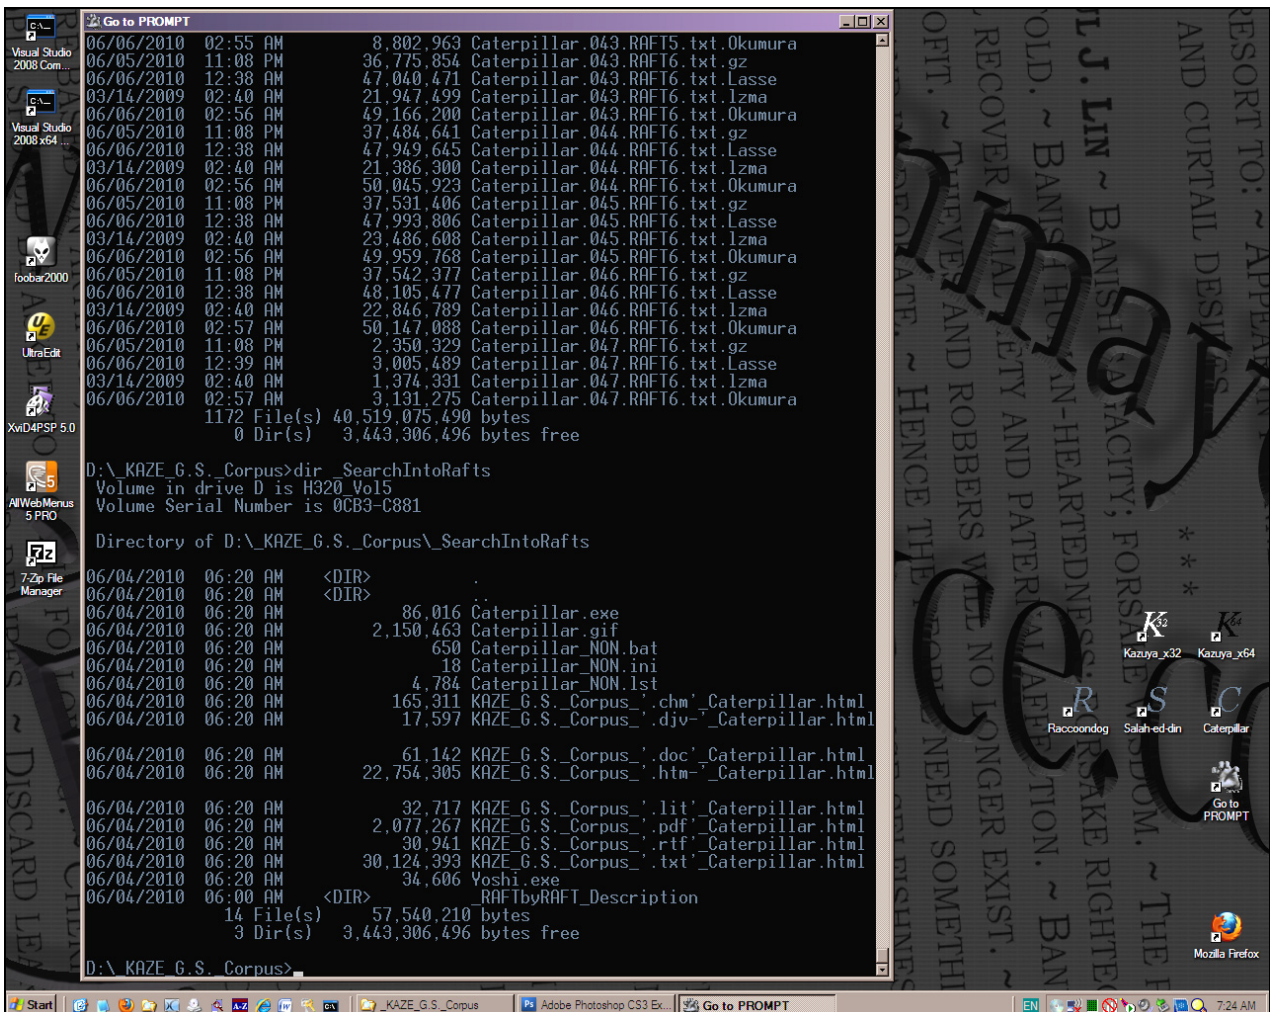 Go to PROMPT
06/06/2010  02:55 AM         8,802,963 Caterpillar.043.RAFT5.txt.Okumura
06/05/2010  11:08 PM        36,775,854 Caterpillar.043.RAFT6.txt.gz
06/06/2010  12:38 AM        47,040,471 Caterpillar.043.RAFT6.txt.Lasse
03/14/2009  02:40 AM        21,947,499 Caterpillar.043.RAFT6.txt.lzma
06/06/2010  02:56 AM        49,166,200 Caterpillar.043.RAFT6.txt.Okumura
06/05/2010  11:08 PM        37,484,641 Caterpillar.044.RAFT6.txt.gz
06/06/2010  12:38 AM        47,949,645 Caterpillar.044.RAFT6.txt.Lasse
03/14/2009  02:40 AM        21,386,300 Caterpillar.044.RAFT6.txt.lzma
06/06/2010  02:56 AM        50,045,923 Caterpillar.044.RAFT6.txt.Okumura
06/05/2010  11:08 PM        37,531,406 Caterpillar.045.RAFT6.txt.gz
06/06/2010  12:38 AM        47,993,806 Caterpillar.045.RAFT6.txt.Lasse
03/14/2009  02:40 AM        23,486,608 Caterpillar.045.RAFT6.txt.lzma
06/06/2010  02:56 AM        49,959,768 Caterpillar.045.RAFT6.txt.Okumura
06/05/2010  11:08 PM        37,542,377 Caterpillar.046.RAFT6.txt.gz
06/06/2010  12:38 AM        48,105,477 Caterpillar.046.RAFT6.txt.Lasse
03/14/2009  02:40 AM        22,846,789 Caterpillar.046.RAFT6.txt.lzma
06/06/2010  02:57 AM        50,147,088 Caterpillar.046.RAFT6.txt.Okumura
06/05/2010  11:08 PM         2,350,329 Caterpillar.047.RAFT6.txt.gz
06/06/2010  12:39 AM         3,005,489 Caterpillar.047.RAFT6.txt.Lasse
03/14/2009  02:40 AM         1,374,331 Caterpillar.047.RAFT6.txt.lzma
06/06/2010  02:57 AM         3,131,275 Caterpillar.047.RAFT6.txt.Okumura
1172 File(s) 40,519,075,490 bytes
0 Dir(s)   3,443,306,496 bytes free
D:\_KAZE_G.S._Corpus>dir _SearchIntoRafts
Volume in drive D is H320_Vol5
Volume Serial Number is 0CB3-C881
Directory of D:\_KAZE_G.S._Corpus\_SearchIntoRafts
06/04/2010  06:20 AM    <DIR>          .
06/04/2010  06:20 AM    <DIR>          ..
06/04/2010  06:20 AM            86,016 Caterpillar.exe
06/04/2010  06:20 AM         2,150,463 Caterpillar.gif
06/04/2010  06:20 AM               650 Caterpillar_NON.bat
06/04/2010  06:20 AM                18 Caterpillar_NON.ini
06/04/2010  06:20 AM             4,784 Caterpillar_NON.lst
06/04/2010  06:20 AM           165,311 KAZE_G.S._Corpus_'.chm'_Caterpillar.html
06/04/2010  06:20 AM            17,597 KAZE_G.S._Corpus_'.djv-'_Caterpillar.html
06/04/2010  06:20 AM            61,142 KAZE_G.S._Corpus_'.doc'_Caterpillar.html
06/04/2010  06:20 AM        22,754,305 KAZE_G.S._Corpus_'.htm-'_Caterpillar.html
06/04/2010  06:20 AM            32,717 KAZE_G.S._Corpus_'.lit'_Caterpillar.html
06/04/2010  06:20 AM         2,077,267 KAZE_G.S._Corpus_'.pdf'_Caterpillar.html
06/04/2010  06:20 AM            30,941 KAZE_G.S._Corpus_'.rtf'_Caterpillar.html
06/04/2010  06:20 AM        30,124,393 KAZE_G.S._Corpus_'.txt'_Caterpillar.html
06/04/2010  06:20 AM            34,606 Yoshi.exe
06/04/2010  06:00 AM    <DIR>          _RAFTbyRAFT_Description
14 File(s)     57,540,210 bytes
3 Dir(s)   3,443,306,496 bytes free
D:\_KAZE_G.S._Corpus>_
Visual Studio
2008 Com...
Visual Studio
2008 x64 ...
foobar2000
UltraEdit
XviD4PSP 5.0
AllWebMenus
5 PRO
7-Zip File
Manager
Kazuya_x32
Kazuya_x64
Raccoondog
Salah-ed-din
Caterpillar
Go to
PROMPT
Mozilla Firefox
Start
_KAZE_G.S._Corpus
Adobe Photoshop CS3 Ex...
Go to PROMPT
EN
7:24 AM